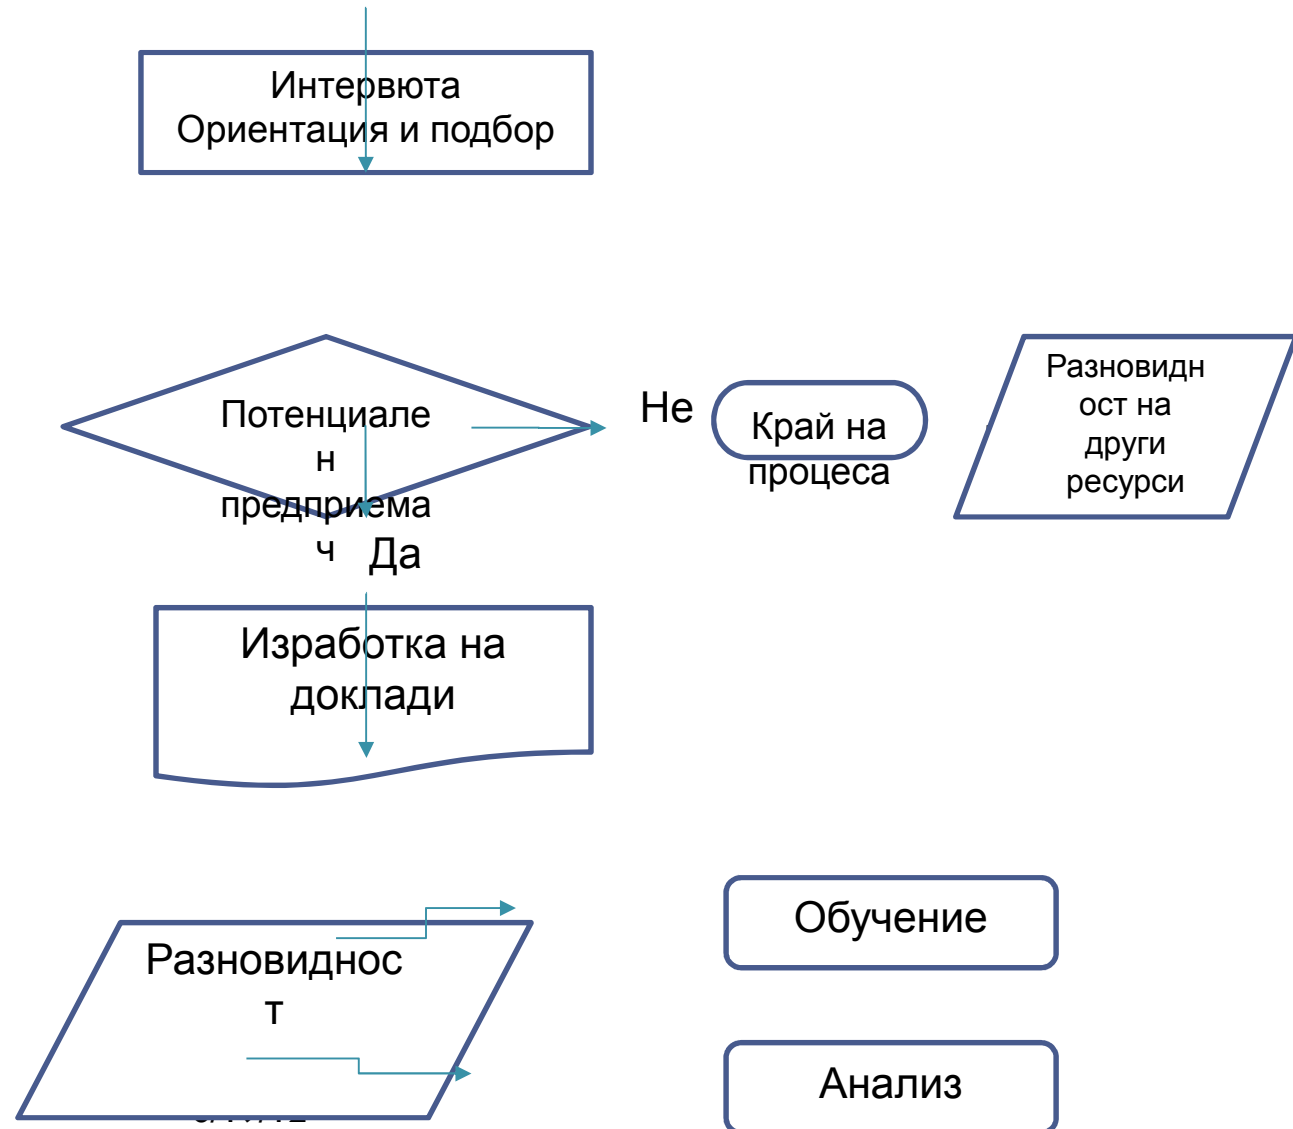 Интервюта
Ориентация и подбор
Потенциале
н
предприема
ч
Не
Край на
процеса
Разновидн
ост на
други
ресурси
Да
Изработка на
доклади
Разновиднос
т
Обучение
Анализ